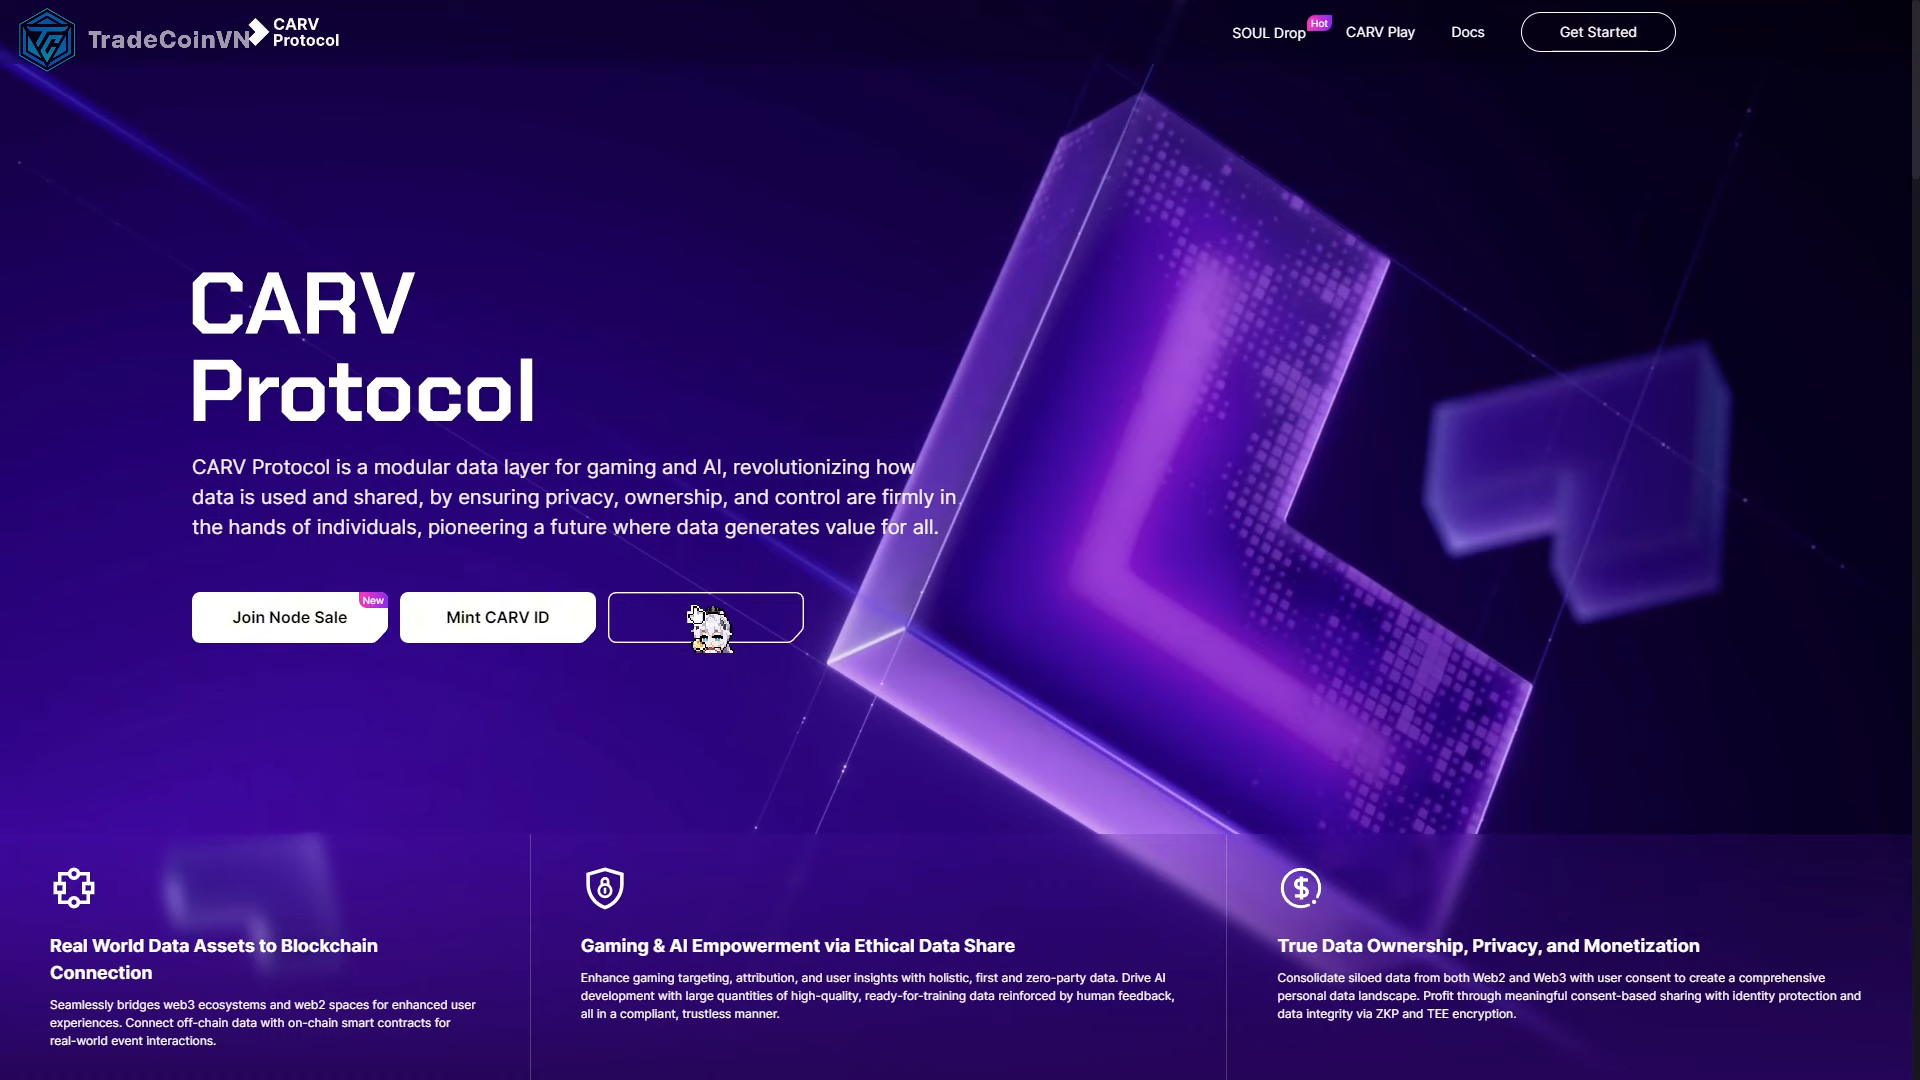 TradeCoinVN
CARV
Protocol
SOUL Drop
Hot
CARV Play
Docs
Get Started
CARV
Protocol
CARV Protocol is a modular data layer for gaming and AI, revolutionizing how
data is used and shared, by ensuring privacy, ownership, and control are firmly in
the hands of individuals, pioneering a future where data generates value for all.
Join Node Sale
New
Mint CARV ID
Real World Data Assets to Blockchain
Connection
Seamlessly bridges web3 ecosystems and web2 spaces for enhanced user
experiences. Connect off-chain data with on-chain smart contracts for
real-world event interactions.
Gaming & AI Empowerment via Ethical Data Share
Enhance gaming targeting, attribution, and user insights with holistic, first and zero-party data. Drive AI
development with large quantities of high-quality, ready-for-training data reinforced by human feedback,
all in a compliant, trustless manner.
True Data Ownership, Privacy, and Monetization
Consolidate siloed data from both Web2 and Web3 with user consent to create a comprehensive
personal data landscape. Profit through meaningful consent-based sharing with identity protection and
data integrity via ZKP and TEE encryption.